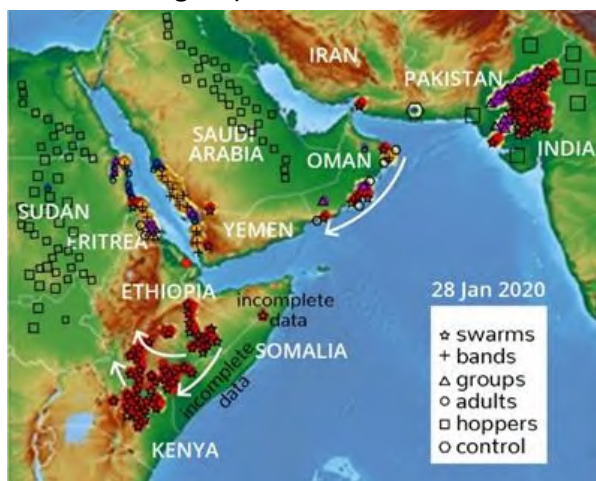 IRAN
PAKISTAN
SAUDI
ARABIA
OMAN
INDIA
SUDAN
ERITREA
YEMEN
28 Jan 2020
ETHIOPIA
incomplete
data
SOMALIA
incomplete
data
KENYA
swarms
bands
groups
adults
hoppers
control